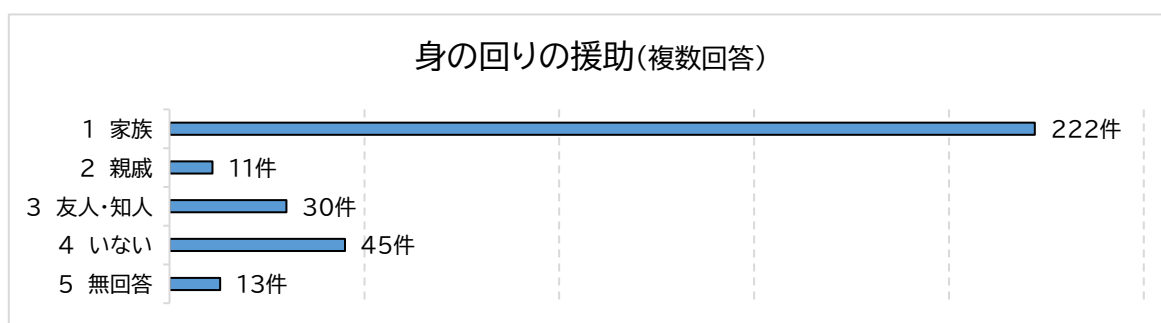 身の回りの援助(複数回答)
1 家族 222件
2 親戚 11件
3 友人・知人 30件
4 いない 45件
5 無回答 13件